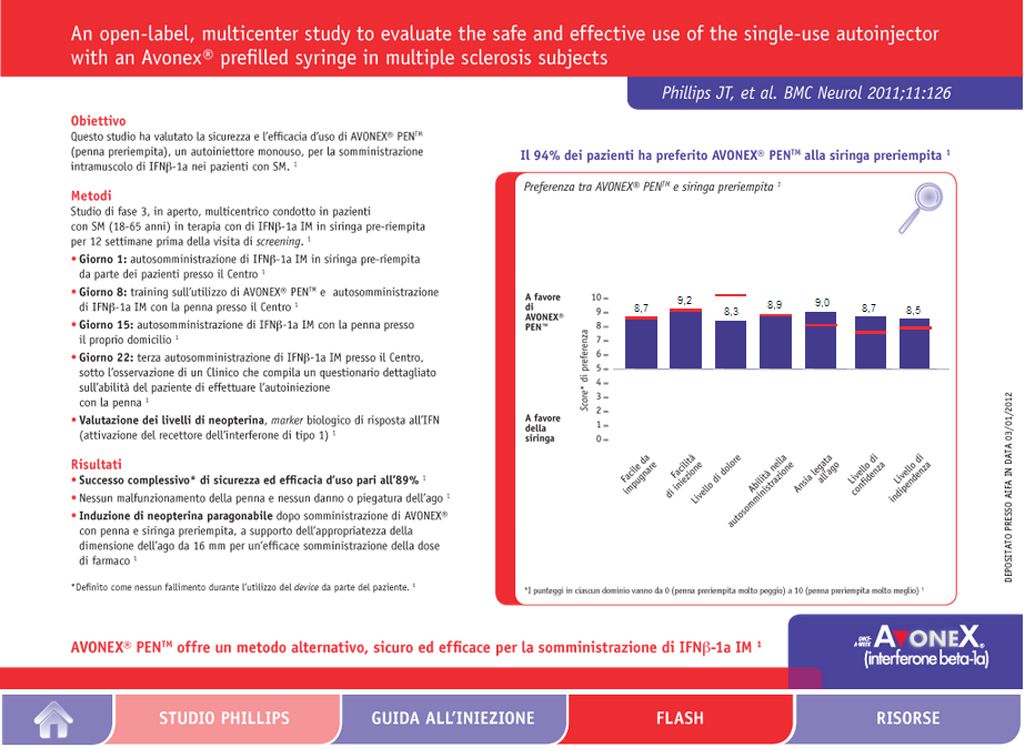 An open-label, multicenter study to evaluate the safe and effective use of the single-use autoinjector
with an Avonex® prefilled syringe in multiple sclerosis subjects
Phillips JT, et al. BMC Neurol 2011;11:126
Obiettivo
Questo studio ha valutato la sicurezza e l'efficacia d'uso di AVONEX® PEN™
(penna preriempita), un autoiniettore monouso, per la somministrazione
intramuscolo di IFNβ-1a nei pazienti con SM. 1
Metodi
Studio di fase 3, in aperto, multicentrico condotto in pazienti
con SM (18-65 anni) in terapia con di IFNβ-1a IM in siringa pre-riempita
per 12 settimane prima della visita di screening. 1
• Giorno 1: autosomministrazione di IFNβ-1a IM in siringa pre-riempita
da parte dei pazienti presso il Centro 1
• Giorno 8: training sull'utilizzo di AVONEX® PEN™ e autosomministrazione
di IFNβ-1a IM con la penna presso il Centro 1
• Giorno 15: autosomministrazione di IFNβ-1a IM con la penna presso
il proprio domicilio 1
• Giorno 22: terza autosomministrazione di IFNβ-1a IM presso il Centro,
sotto l'osservazione di un Clinico che compila un questionario dettagliato
sull'abilità del paziente di effettuare l'autoiniezione
con la penna 1
• Valutazione dei livelli di neopterina, marker biologico di risposta all'IFN
(attivazione del recettore dell'interferone di tipo 1) 1
Risultati
• Successo complessivo* di sicurezza ed efficacia d'uso pari all'89% 1
• Nessun malfunzionamento della penna e nessun danno o piegatura dell'ago 1
• Induzione di neopterina paragonabile dopo somministrazione di AVONEX®
con penna e siringa preriempita, a supporto dell'appropriatezza della
dimensione dell'ago da 16 mm per un'efficace somministrazione della dose
di farmaco 1
*Definito come nessun fallimento durante l'utilizzo del device da parte del paziente. 1
Il 94% dei pazienti ha preferito AVONEX® PEN™ alla siringa preriempita 1
Preferenza tra AVONEX® PEN™ e siringa preriempita 1
A favore
di
AVONEX®
PEN™
A favore
della
siringa
Score* di preferenza
10
9
8
7
6
5
4
3
2
1
0
8,7
9,2
8,3
8,9
9,0
8,7
8,5
Facile da
impugnare
Facilità
di iniezione
Livello di dolore
Abilità nella
autosomministrazione
Ansia legata
all'ago
Livello di
confidenza
Livello di
indipendenza
*I punteggi in ciascun dominio vanno da 0 (penna preriempita molto peggio) a 10 (penna preriempita molto meglio) 1
DEPOSITATO PRESSO AIFA IN DATA 03/01/2012
AVONEX® PEN™ offre un metodo alternativo, sicuro ed efficace per la somministrazione di IFNβ-1a IM 1
ONCE-
A-WEEK
AVONEX®
(interferone beta-1a)
STUDIO PHILLIPS
GUIDA ALL'INIEZIONE
FLASH
RISORSE